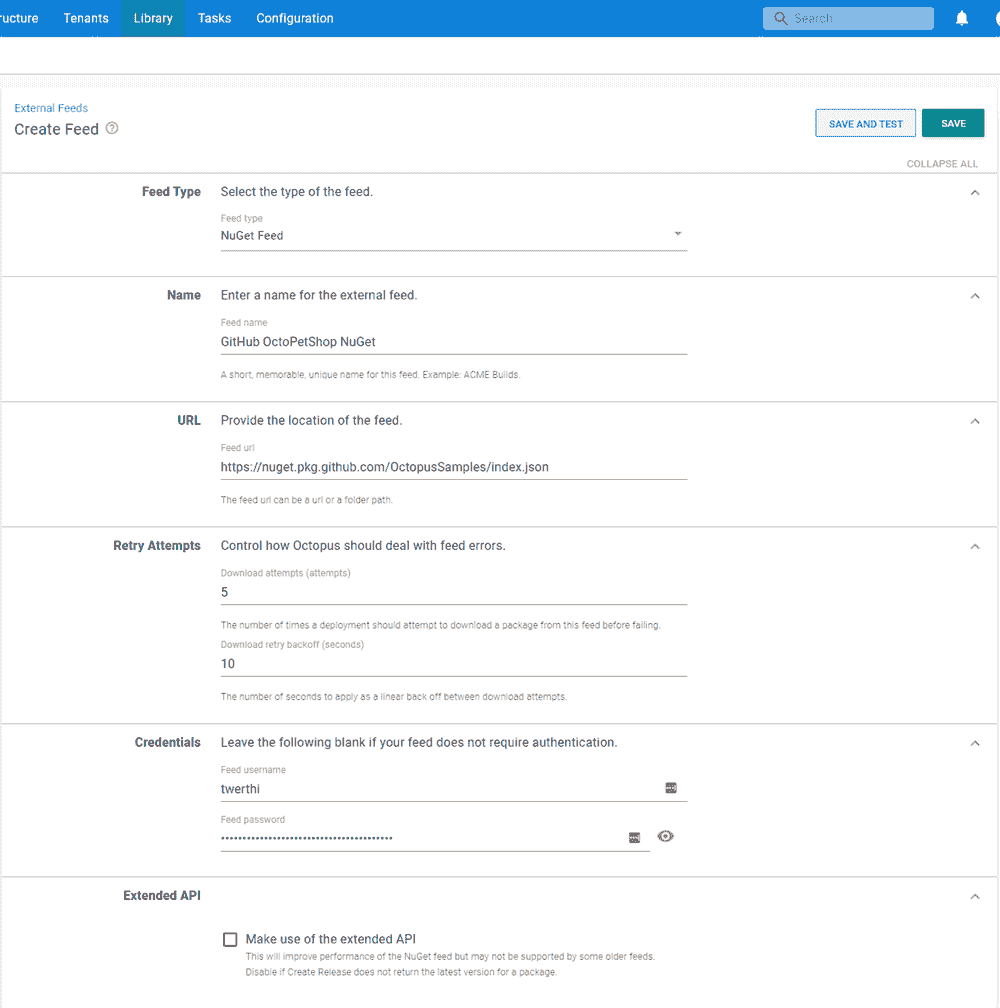 ructure Tenants Library Tasks Configuration Search
External Feeds
Create Feed
SAVE AND TEST SAVE
COLLAPSE ALL
Feed Type Select the type of the feed.
Feed type
NuGet Feed
Name Enter a name for the external feed.
Feed name
GitHub OctoPetShop NuGet
A short, memorable, unique name for this feed. Example: ACME Builds.
URL Provide the location of the feed.
Feed url
https://nuget.pkg.github.com/OctopusSamples/index.json
The feed url can be a url or a folder path.
Retry Attempts Control how Octopus should deal with feed errors.
Download attempts (attempts)
5
The number of times a deployment should attempt to download a package from this feed before failing.
Download retry backoff (seconds)
10
The number of seconds to apply as a linear back off between download attempts.
Credentials Leave the following blank if your feed does not require authentication.
Feed username
twerthi
Feed password
••••••••••••••••••••••••••••••••••••••••
Extended API
Make use of the extended API
This will improve performance of the NuGet feed but may not be supported by some older feeds.
Disable if Create Release does not return the latest version for a package.